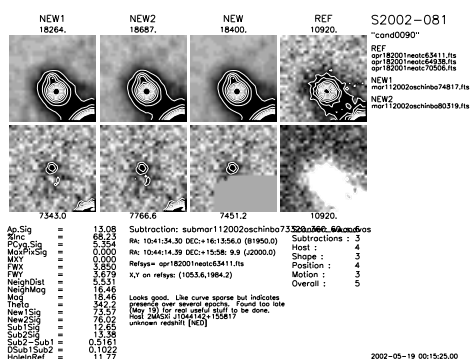 NEW1 NEW2 NEW REF
18264. 18687. 18400. 10920.
S2002-081
"cand0090"
REF
apr182001neatc63411.fts
apr182001neatc64938.fts
apr182001neatc70506.fts
NEW1
mar112002oschinba74817.fts
NEW2
mar112002oschinba80319.fts
7343.0 7766.6 7451.2 10920.
Ap.Sig = 13.08
%Inc = 68.23
PCyg.Sig = 5.354
MaxPixSig = 0.000
MXY = 0.000
FWX = 3.850
FWY = 3.679
NeighDist = 5.531
NeighMag = 16.46
Mag = 18.46
Theta = 342.2
New1Sig = 73.57
New2Sig = 76.02
Sub1Sig = 12.65
Sub2Sig = 13.38
Sub2-Sub1 = 0.5161
DSub1Sub2 = 0.1022
HoleInRef = 11.77
Subtraction:
RA: 10:41:34.30 DEC:+16:13:56.0 (B1950.0)
RA: 10:44:14.39 DEC:+15:58: 9.9 (J2000.0)
Refsys= apr182001neatc63411.fts
X,Y on refsys: (1053.6,1984.2)
Looks good. Like curve sparse but indicates
presence over several epochs. Found too late
(May 19) for real useful stuff to be done.
Host 2MASXi J1044142+155817
unknown redshift [NED]
Subtractions : 3
Host : 4
Shape : 3
Position : 4
Motion : 3
Overall : 5
2002-05-19 00:15:25.00